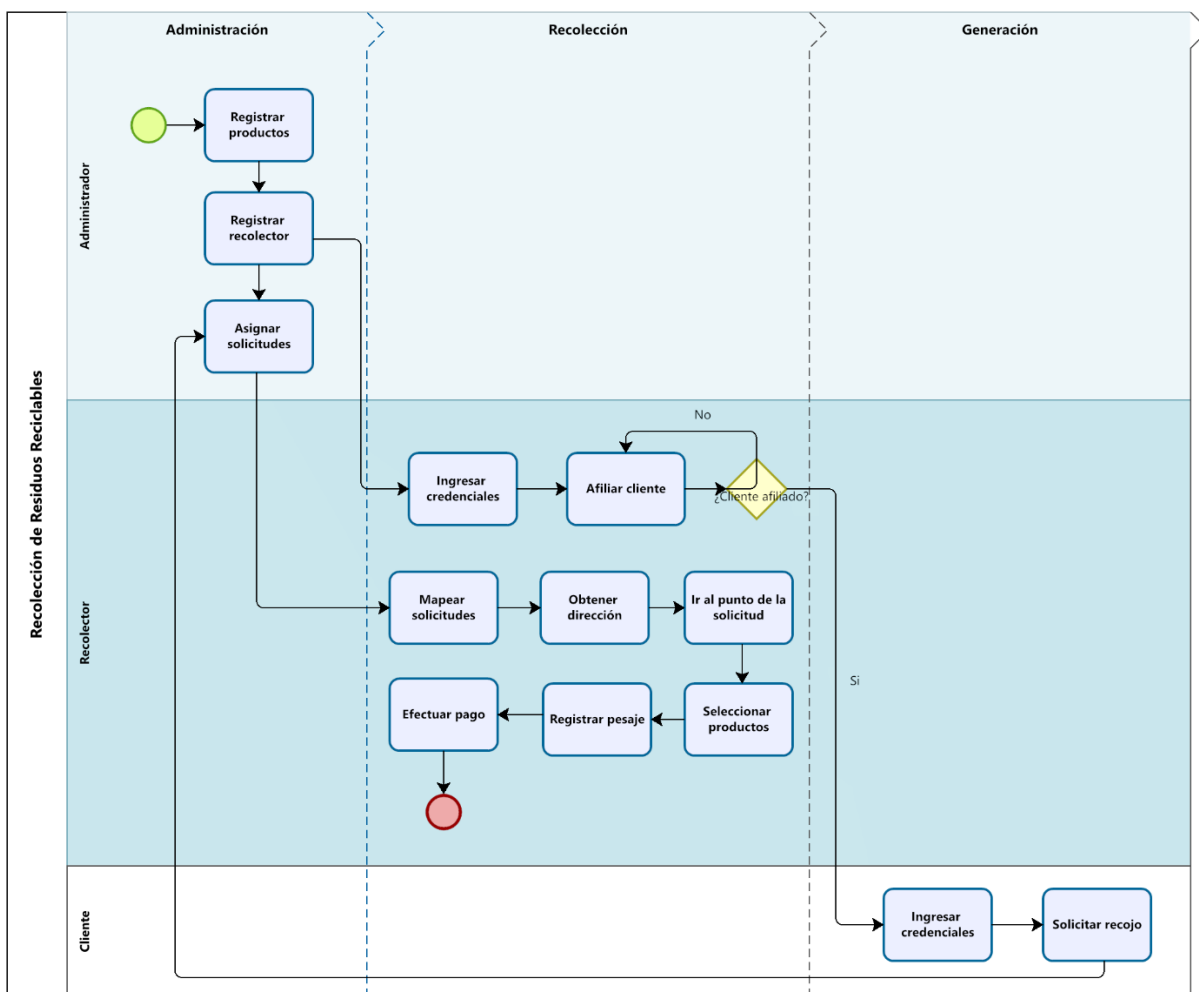 Administración
Recolección
Generación
Recolección de Residuos Reciclables
Administrador
Registrar
productos
Registrar
recolector
Asignar
solicitudes
Recolector
No
Ingresar
credenciales
Afiliar cliente
¿Cliente afiliado?
Mapear
solicitudes
Obtener
dirección
Ir al punto de la
solicitud
Si
Efectuar pago
Registrar pesaje
Seleccionar
productos
Cliente
Ingresar
credenciales
Solicitar recojo